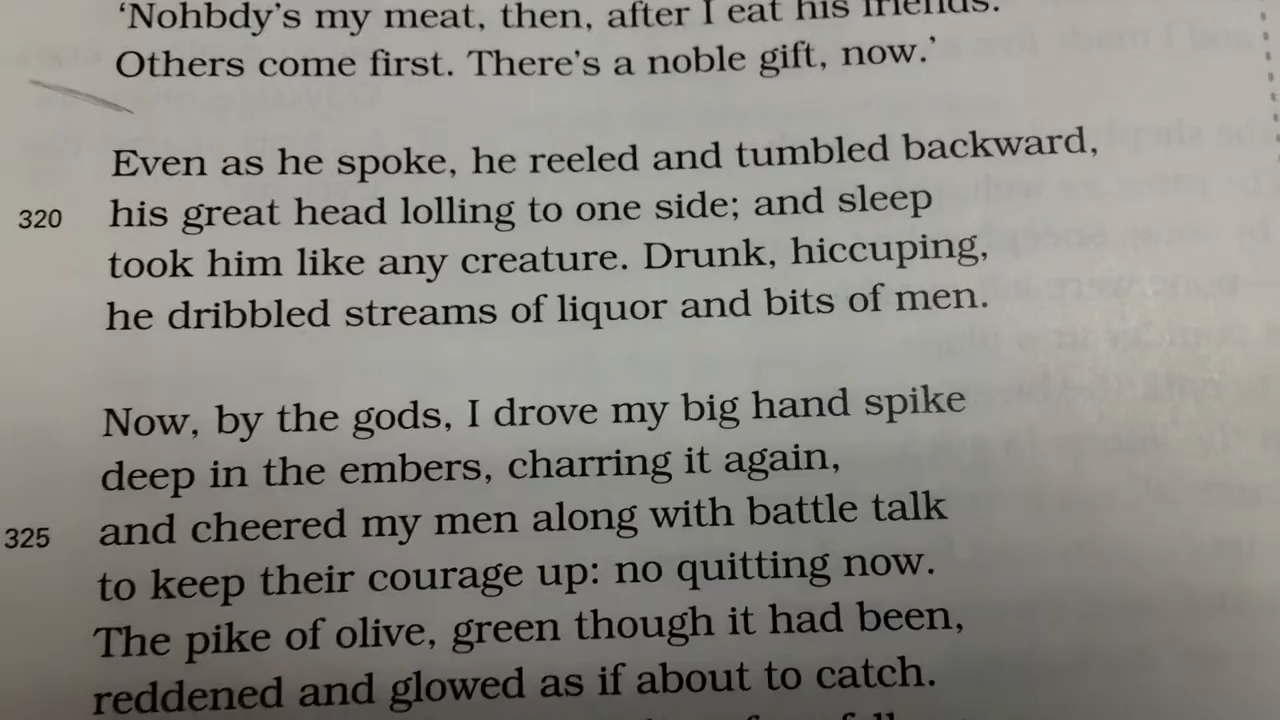 ‘Nohbdy’s my meat, then, after I eat his friends.
Others come first. There’s a noble gift, now.’
Even as he spoke, he reeled and tumbled backward,
320 his great head lolling to one side; and sleep
took him like any creature. Drunk, hiccuping,
he dribbled streams of liquor and bits of men.
Now, by the gods, I drove my big hand spike
deep in the embers, charring it again,
325 and cheered my men along with battle talk
to keep their courage up: no quitting now.
The pike of olive, green though it had been,
reddened and glowed as if about to catch.